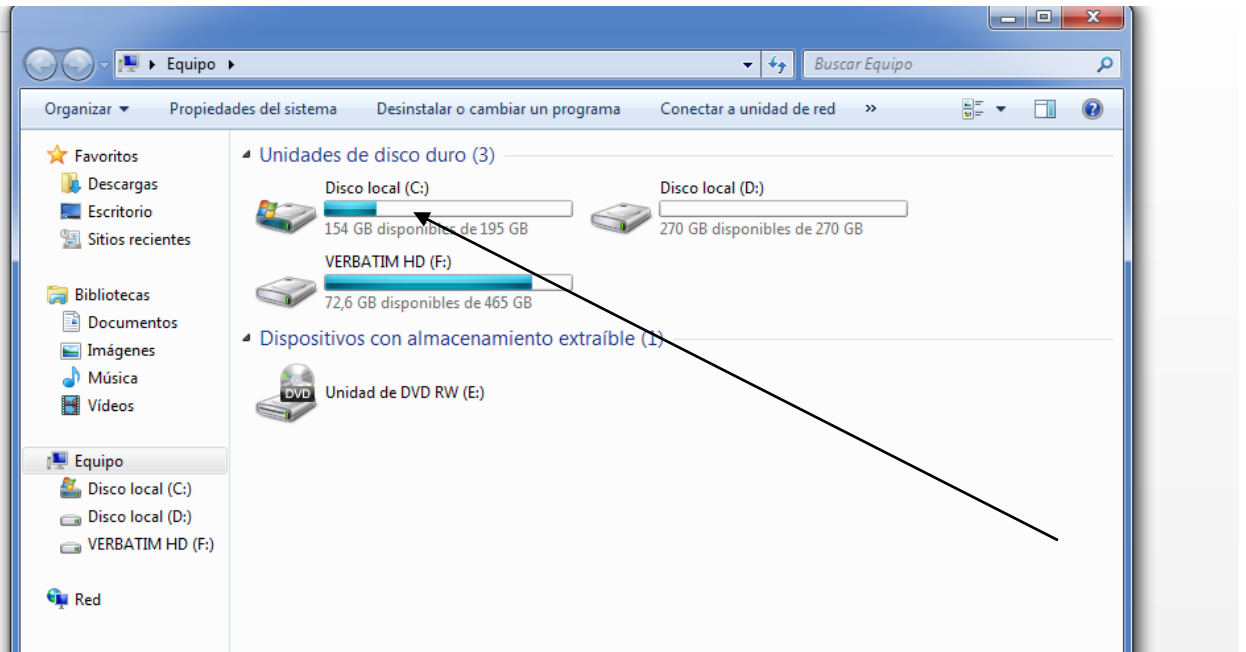 Equipo
Buscar Equipo
Organizar
Propiedades del sistema
Desinstalar o cambiar un programa
Conectar a unidad de red
»
Favoritos
Descargas
Escritorio
Sitios recientes
Bibliotecas
Documentos
Imágenes
Música
Vídeos
Equipo
Disco local (C:)
Disco local (D:)
VERBATIM HD (F:)
Red
Unidades de disco duro (3)
Disco local (C:)
154 GB disponibles de 195 GB
Disco local (D:)
270 GB disponibles de 270 GB
VERBATIM HD (F:)
72,6 GB disponibles de 465 GB
Dispositivos con almacenamiento extraíble (1)
DVD
Unidad de DVD RW (E:)